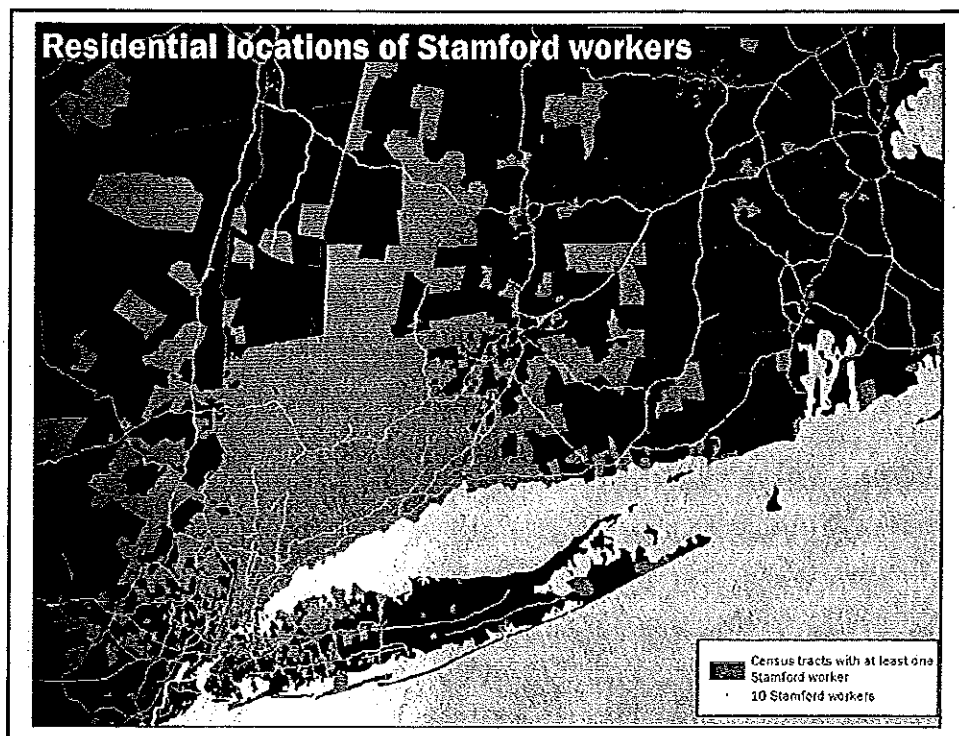 Residential locations of Stamford workers
Census tracts with at least one
Stamford worker
10 Stamford workers